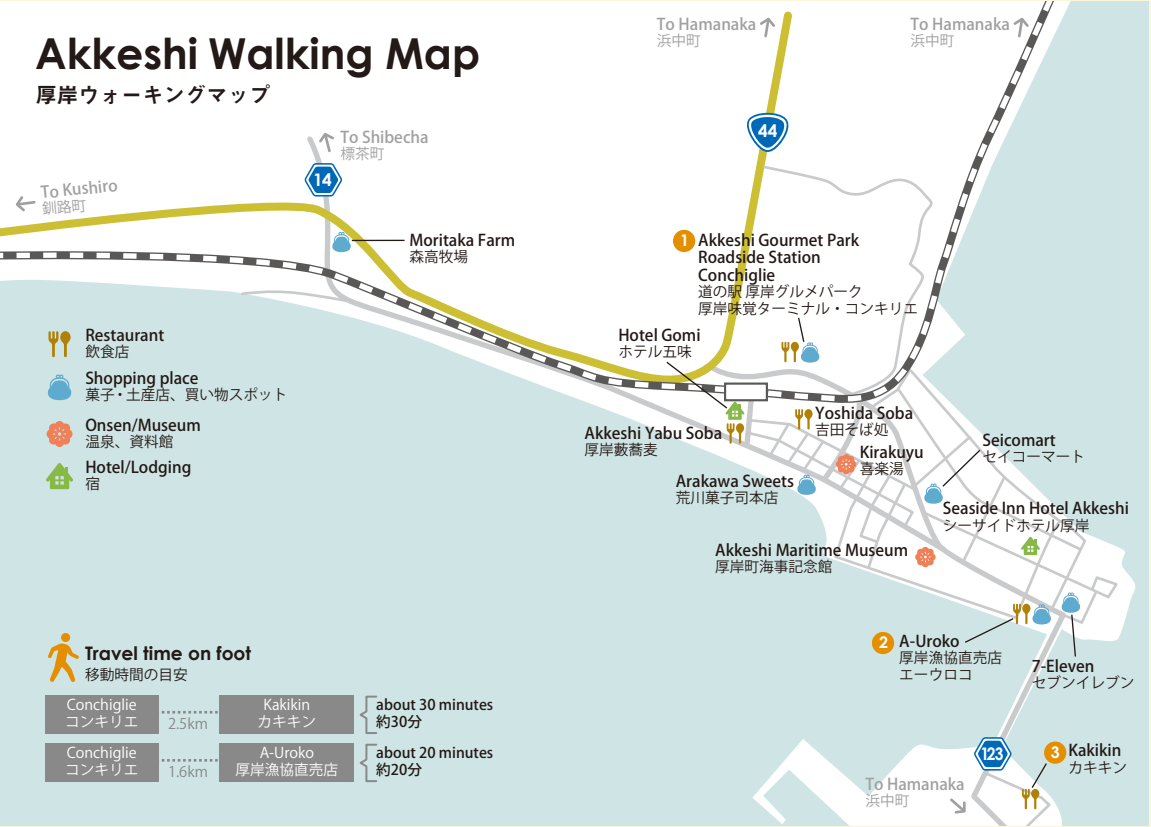 Akkeshi Walking Map
厚岸ウォーキングマップ
To Hamanaka
浜中町
To Hamanaka
浜中町
44
To Shibecha
標茶町
14
To Kushiro
釧路町
Moritaka Farm
森高牧場
1
Akkeshi Gourmet Park
Roadside Station
Conchiglie
道の駅 厚岸グルメパーク
厚岸味覚ターミナル・コンキリエ
Hotel Gomi
ホテル五味
Restaurant
飲食店
Shopping place
菓子・土産店、買い物スポット
Onsen/Museum
温泉、資料館
Hotel/Lodging
宿
Yoshida Soba
吉田そば処
Akkeshi Yabu Soba
厚岸藪蕎麦
Kirakuyu
喜楽湯
Seicomart
セイコーマート
Arakawa Sweets
荒川菓子司本店
Seaside Inn Hotel Akkeshi
シーサイドホテル厚岸
Akkeshi Maritime Museum
厚岸町海事記念館
2
A-Uroko
厚岸漁協直売店
エーウロコ
7-Eleven
セブンイレブン
Travel time on foot
移動時間の目安
Conchiglie
コンキリエ
2.5km
Kakikin
カキキン
about 30 minutes
約30分
Conchiglie
コンキリエ
1.6km
A-Uroko
厚岸漁協直売店
about 20 minutes
約20分
123
3
Kakikin
カキキン
To Hamanaka
浜中町